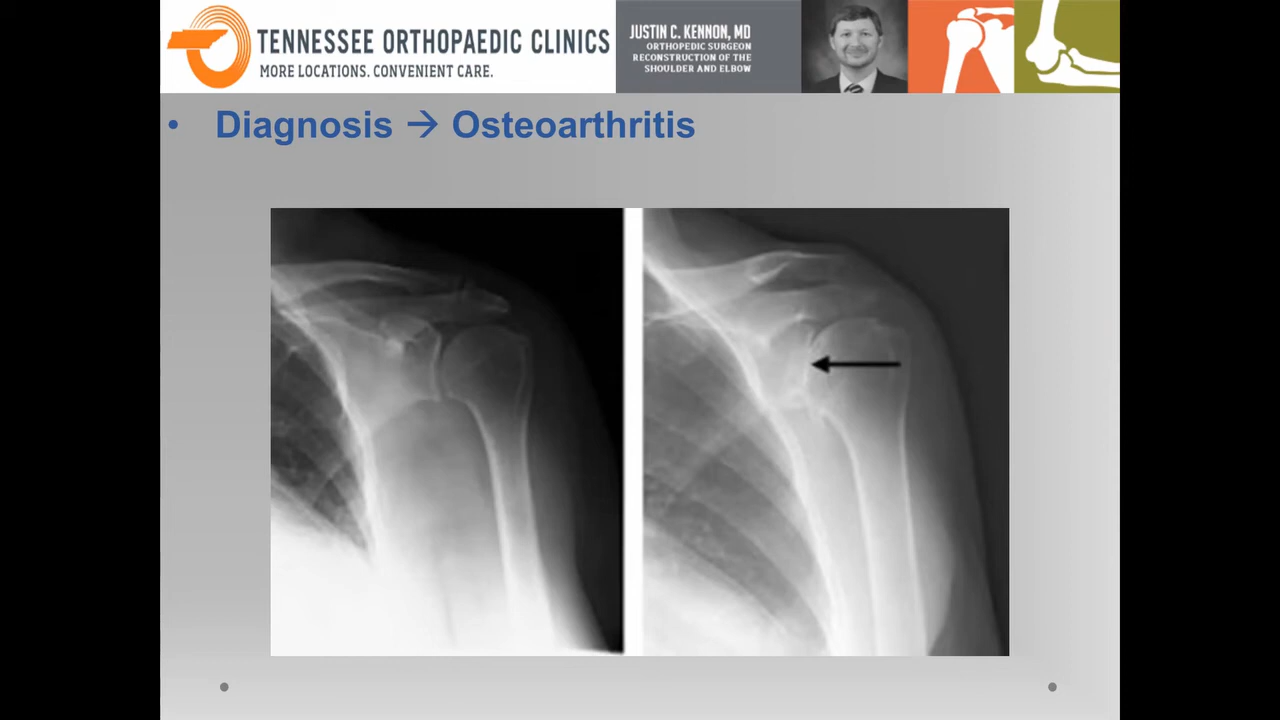 TENNESSEE ORTHOPAEDIC CLINICS
MORE LOCATIONS. CONVENIENT CARE.
JUSTIN C. KENNON, MD
ORTHOPEDIC SURGEON
RECONSTRUCTION OF THE
SHOULDER AND ELBOW
• Diagnosis → Osteoarthritis